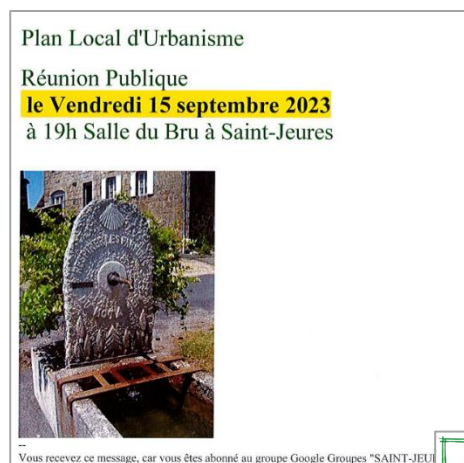 Plan Local d'Urbanisme
Réunion Publique
le Vendredi 15 septembre 2023
à 19h Salle du Bru à Saint-Jeures
--
Vous recevez ce message, car vous êtes abonné au groupe Google Groupes "SAINT-JEU